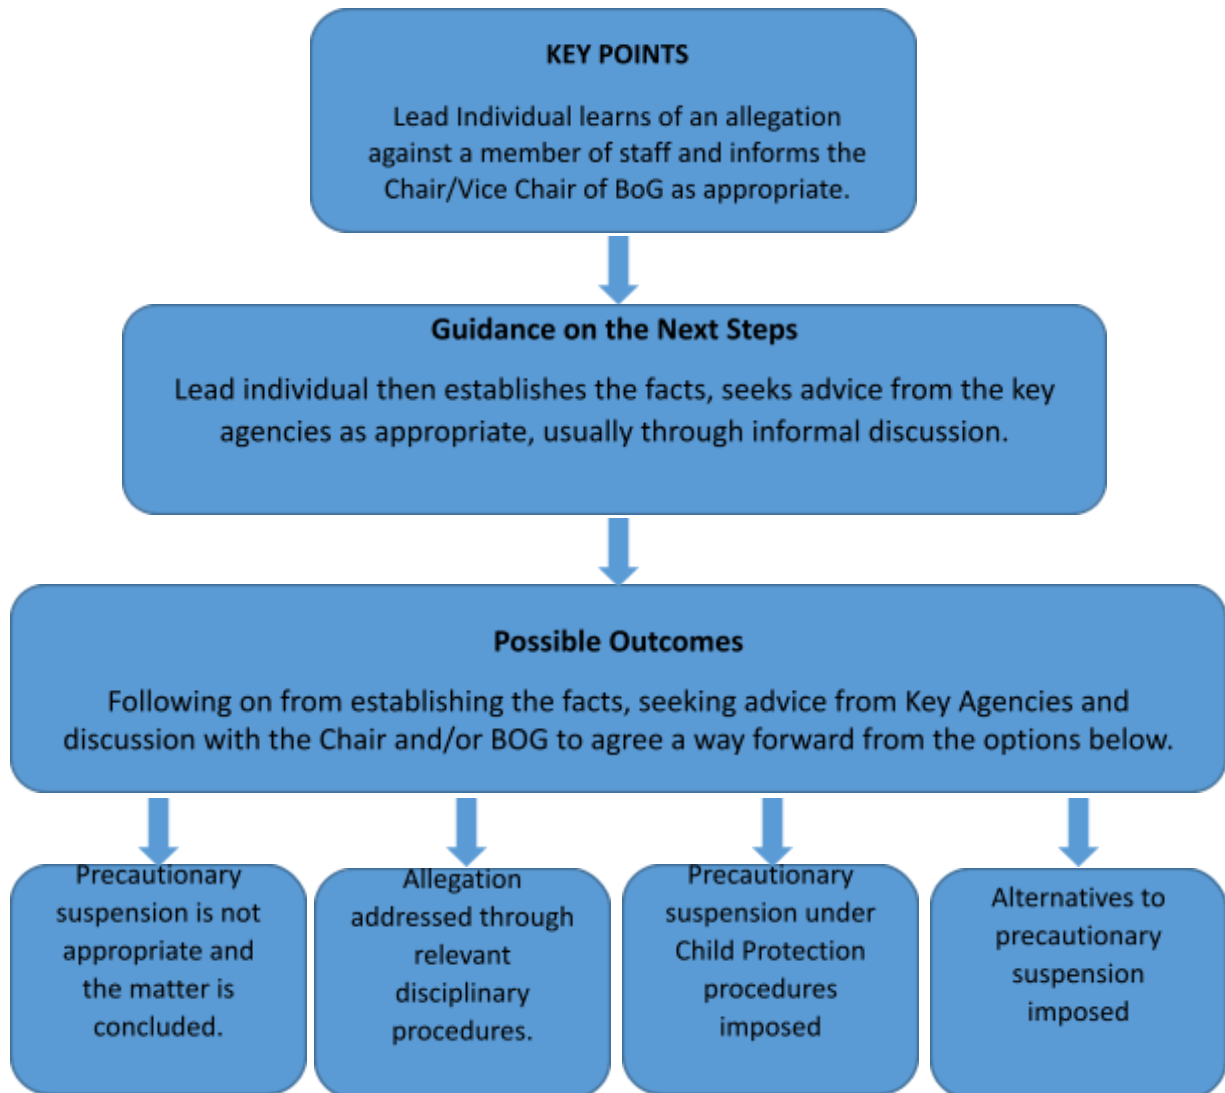 KEY POINTS
Lead Individual learns of an allegation
against a member of staff and informs the
Chair/Vice Chair of BoG as appropriate.
Guidance on the Next Steps
Lead individual then establishes the facts, seeks advice from the key
agencies as appropriate, usually through informal discussion.
Possible Outcomes
Following on from establishing the facts, seeking advice from Key Agencies and
discussion with the Chair and/or BOG to agree a way forward from the options below.
Precautionary
suspension is not
appropriate and
the matter is
concluded.
Allegation
addressed through
relevant
disciplinary
procedures.
Precautionary
suspension under
Child Protection
procedures
imposed
Alternatives to
precautionary
suspension
imposed